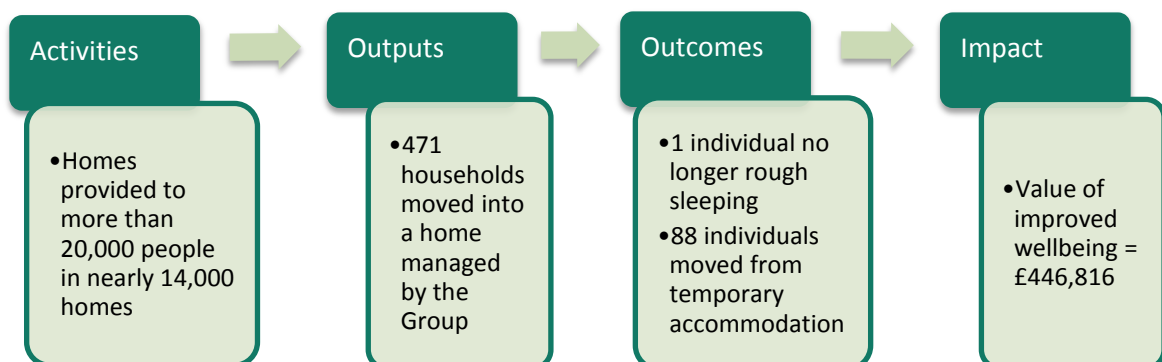 Activities
•Homes
provided to
more than
20,000 people
in nearly 14,000
homes
Outputs
•471
households
moved into
a home
managed
by the
Group
Outcomes
•1 individual no
longer rough
sleeping
•88 individuals
moved from
temporary
accommodation
Impact
•Value of
improved
wellbeing =
£446,816